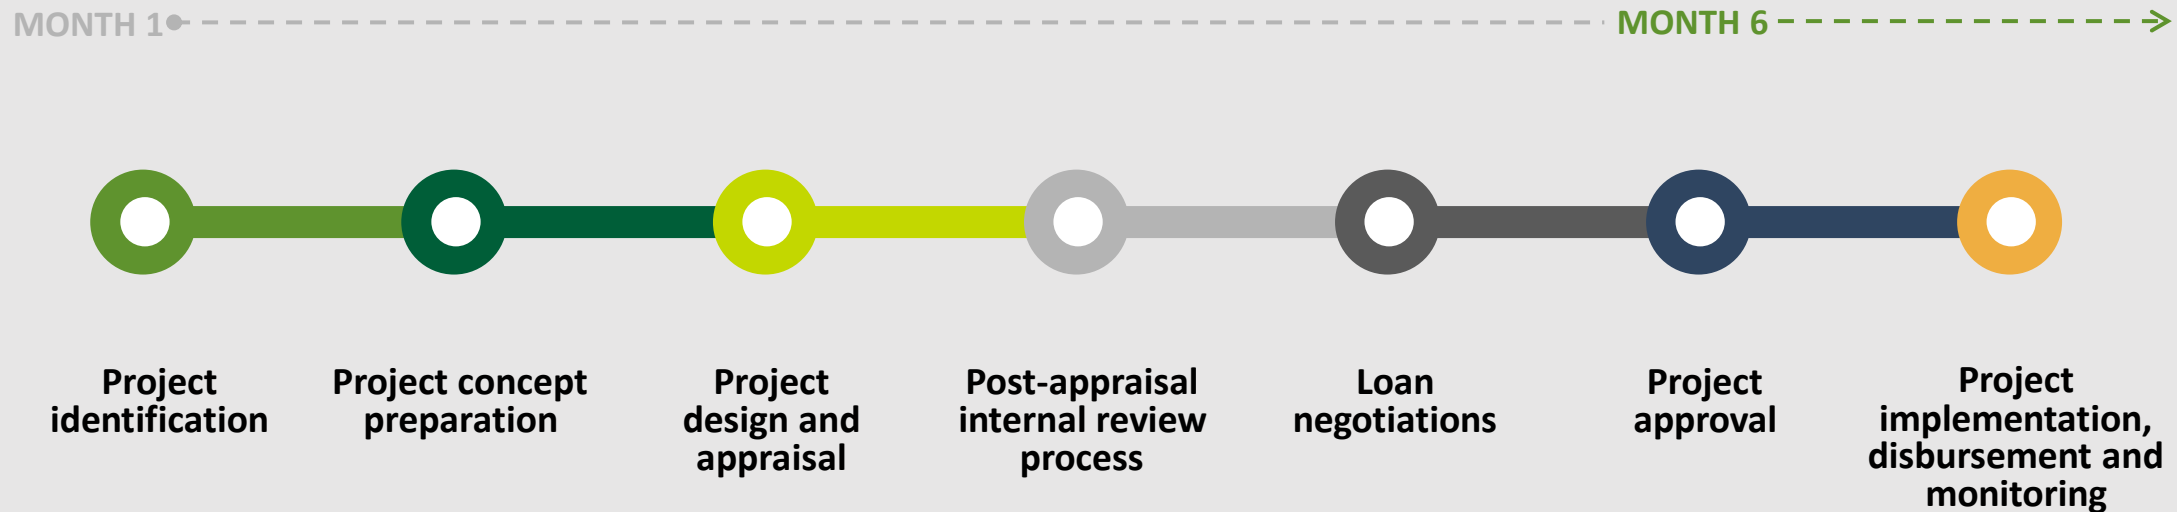 MONTH 1
MONTH 6
Project
identification
Project concept
preparation
Project
design and
appraisal
Post-appraisal
internal review
process
Loan
negotiations
Project
approval
Project
implementation,
disbursement and
monitoring